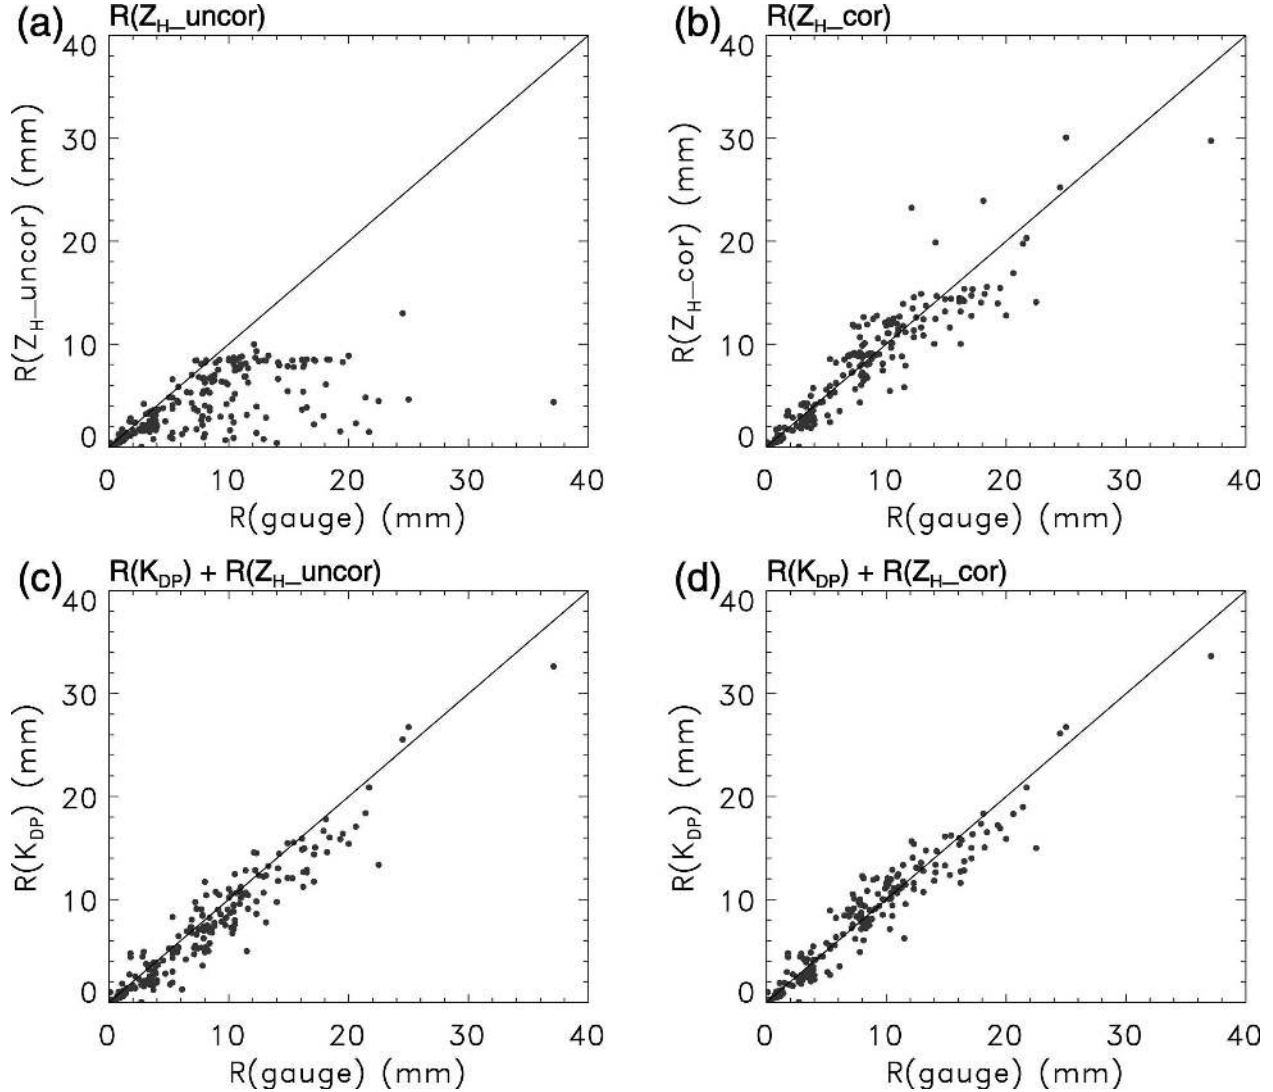 (a) R(Z_H_uncor)
40
30
20
10
0
R(Z_H_uncor) (mm)
0 10 20 30 40
R(gauge) (mm)
(b) R(Z_H_cor)
40
30
20
10
0
R(Z_H_cor) (mm)
0 10 20 30 40
R(gauge) (mm)
(c) R(K_DP) + R(Z_H_uncor)
40
30
20
10
0
R(K_DP) (mm)
0 10 20 30 40
R(gauge) (mm)
(d) R(K_DP) + R(Z_H_cor)
40
30
20
10
0
R(K_DP) (mm)
0 10 20 30 40
R(gauge) (mm)